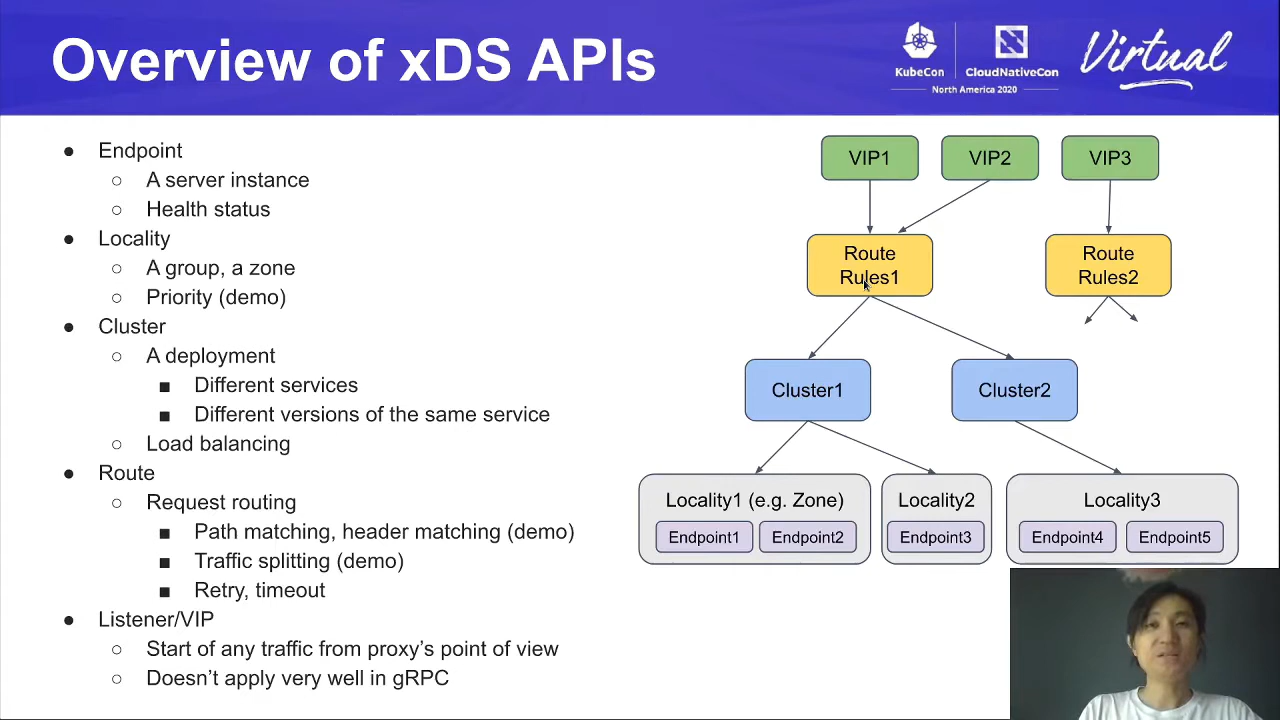 Overview of xDS APIs
KubeCon
CloudNativeCon
North America 2020
Virtual
● Endpoint
○ A server instance
○ Health status
● Locality
○ A group, a zone
○ Priority (demo)
● Cluster
○ A deployment
■ Different services
■ Different versions of the same service
○ Load balancing
● Route
○ Request routing
■ Path matching, header matching (demo)
■ Traffic splitting (demo)
■ Retry, timeout
● Listener/VIP
○ Start of any traffic from proxy’s point of view
○ Doesn’t apply very well in gRPC
VIP1
VIP2
VIP3
Route
Rules1
Route
Rules2
Cluster1
Cluster2
Locality1 (e.g. Zone)
Endpoint1
Endpoint2
Locality2
Endpoint3
Locality3
Endpoint4
Endpoint5